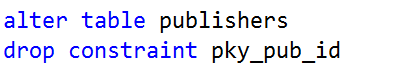 alter table publishers
drop constraint pky_pub_id